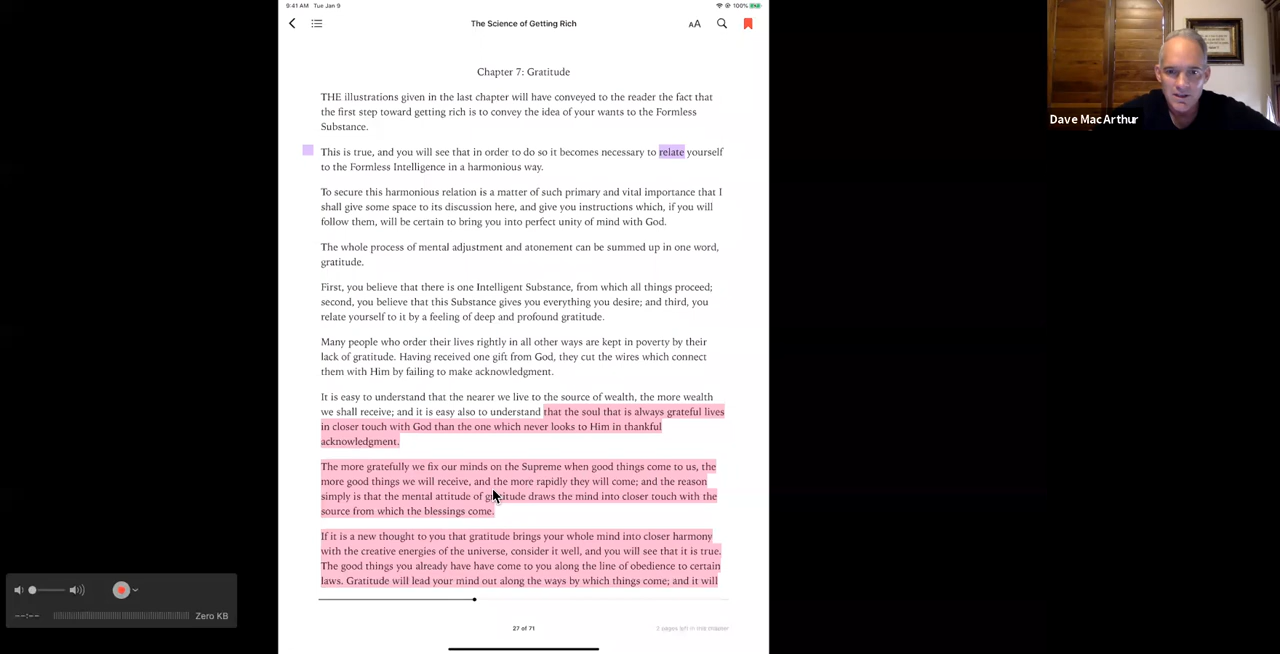 9:41 AM Tue Jan 9
100%
The Science of Getting Rich
AA
Chapter 7: Gratitude
THE illustrations given in the last chapter will have conveyed to the reader the fact that
the first step toward getting rich is to convey the idea of your wants to the Formless
Substance.
This is true, and you will see that in order to do so it becomes necessary to relate yourself
to the Formless Intelligence in a harmonious way.
To secure this harmonious relation is a matter of such primary and vital importance that I
shall give some space to its discussion here, and give you instructions which, if you will
follow them, will be certain to bring you into perfect unity of mind with God.
The whole process of mental adjustment and atonement can be summed up in one word,
gratitude.
First, you believe that there is one Intelligent Substance, from which all things proceed;
second, you believe that this Substance gives you everything you desire; and third, you
relate yourself to it by a feeling of deep and profound gratitude.
Many people who order their lives rightly in all other ways are kept in poverty by their
lack of gratitude. Having received one gift from God, they cut the wires which connect
them with Him by failing to make acknowledgment.
It is easy to understand that the nearer we live to the source of wealth, the more wealth
we shall receive; and it is easy also to understand that the soul that is always grateful lives
in closer touch with God than the one which never looks to Him in thankful
acknowledgment.
The more gratefully we fix our minds on the Supreme when good things come to us, the
more good things we will receive, and the more rapidly they will come; and the reason
simply is that the mental attitude of gratitude draws the mind into closer touch with the
source from which the blessings come.
If it is a new thought to you that gratitude brings your whole mind into closer harmony
with the creative energies of the universe, consider it well, and you will see that it is true.
The good things you already have have come to you along the line of obedience to certain
laws. Gratitude will lead your mind out along the ways by which things come; and it will
27 of 71
2 pages left in this chapter
Dave MacArthur
--:--
Zero KB